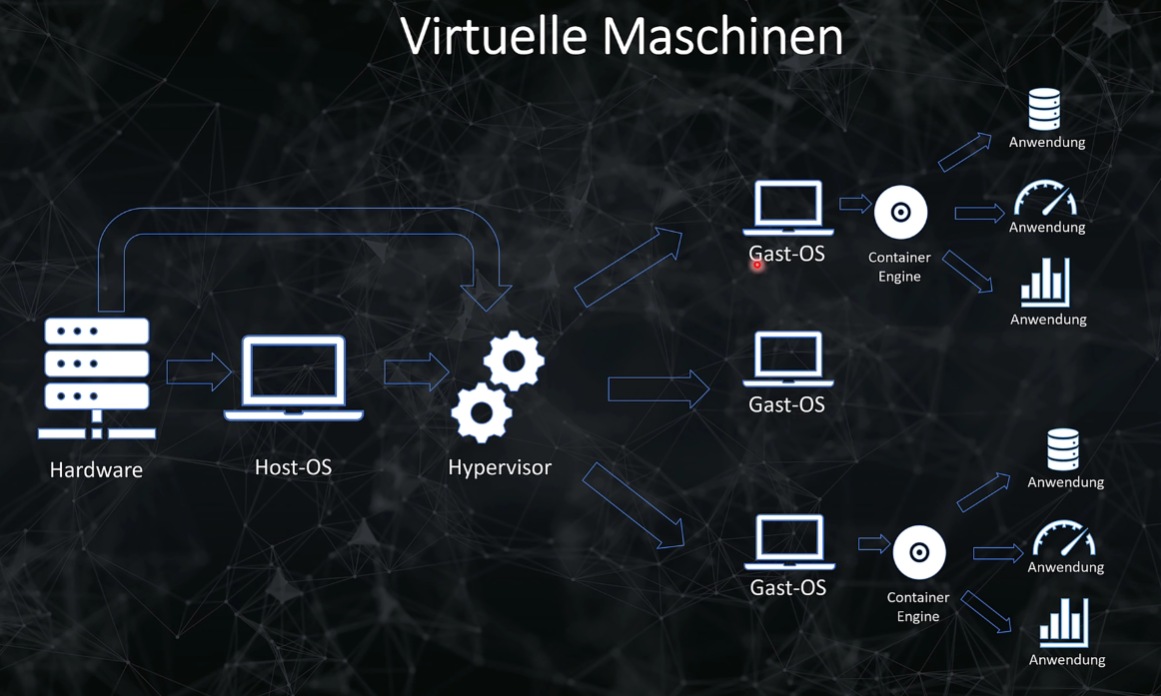 Virtuelle Maschinen
Hardware
Host-OS
Hypervisor
Gast-OS
Container
Engine
Anwendung
Anwendung
Anwendung
Gast-OS
Gast-OS
Container
Engine
Anwendung
Anwendung
Anwendung